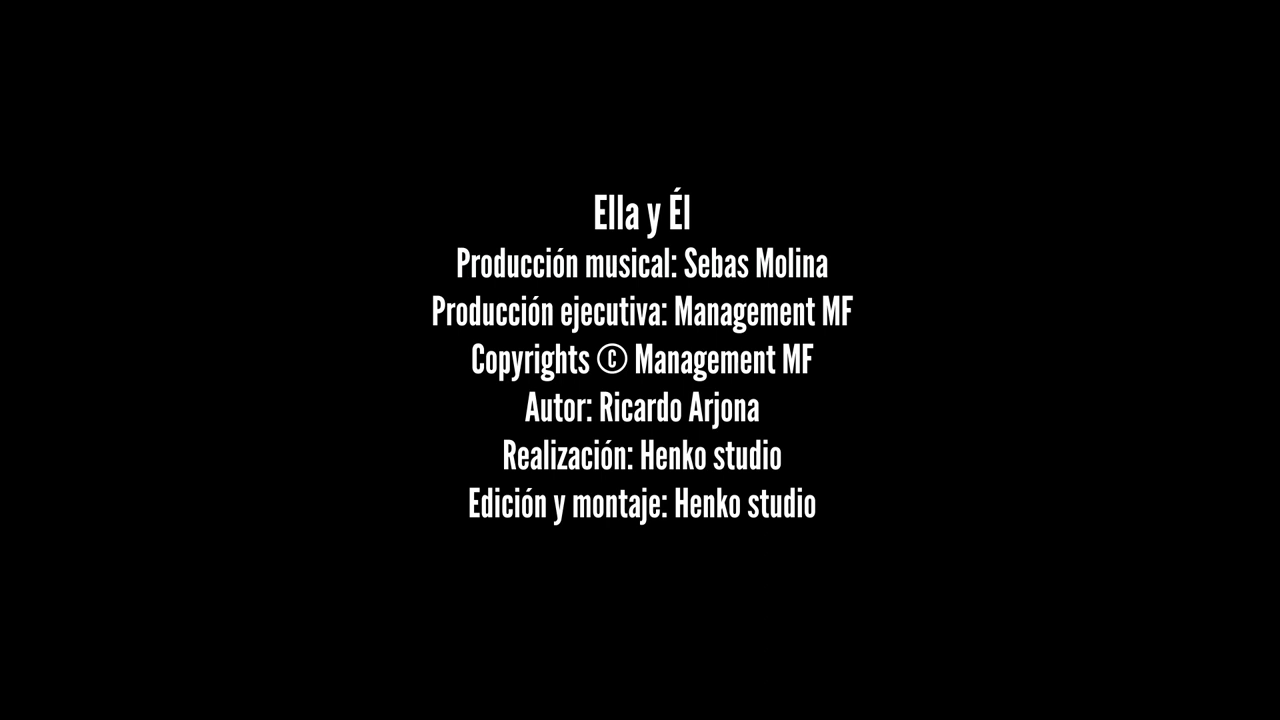 Ella y Él
Producción musical: Sebas Molina
Producción ejecutiva: Management MF
Copyrights © Management MF
Autor: Ricardo Arjona
Realización: Henko studio
Edición y montaje: Henko studio